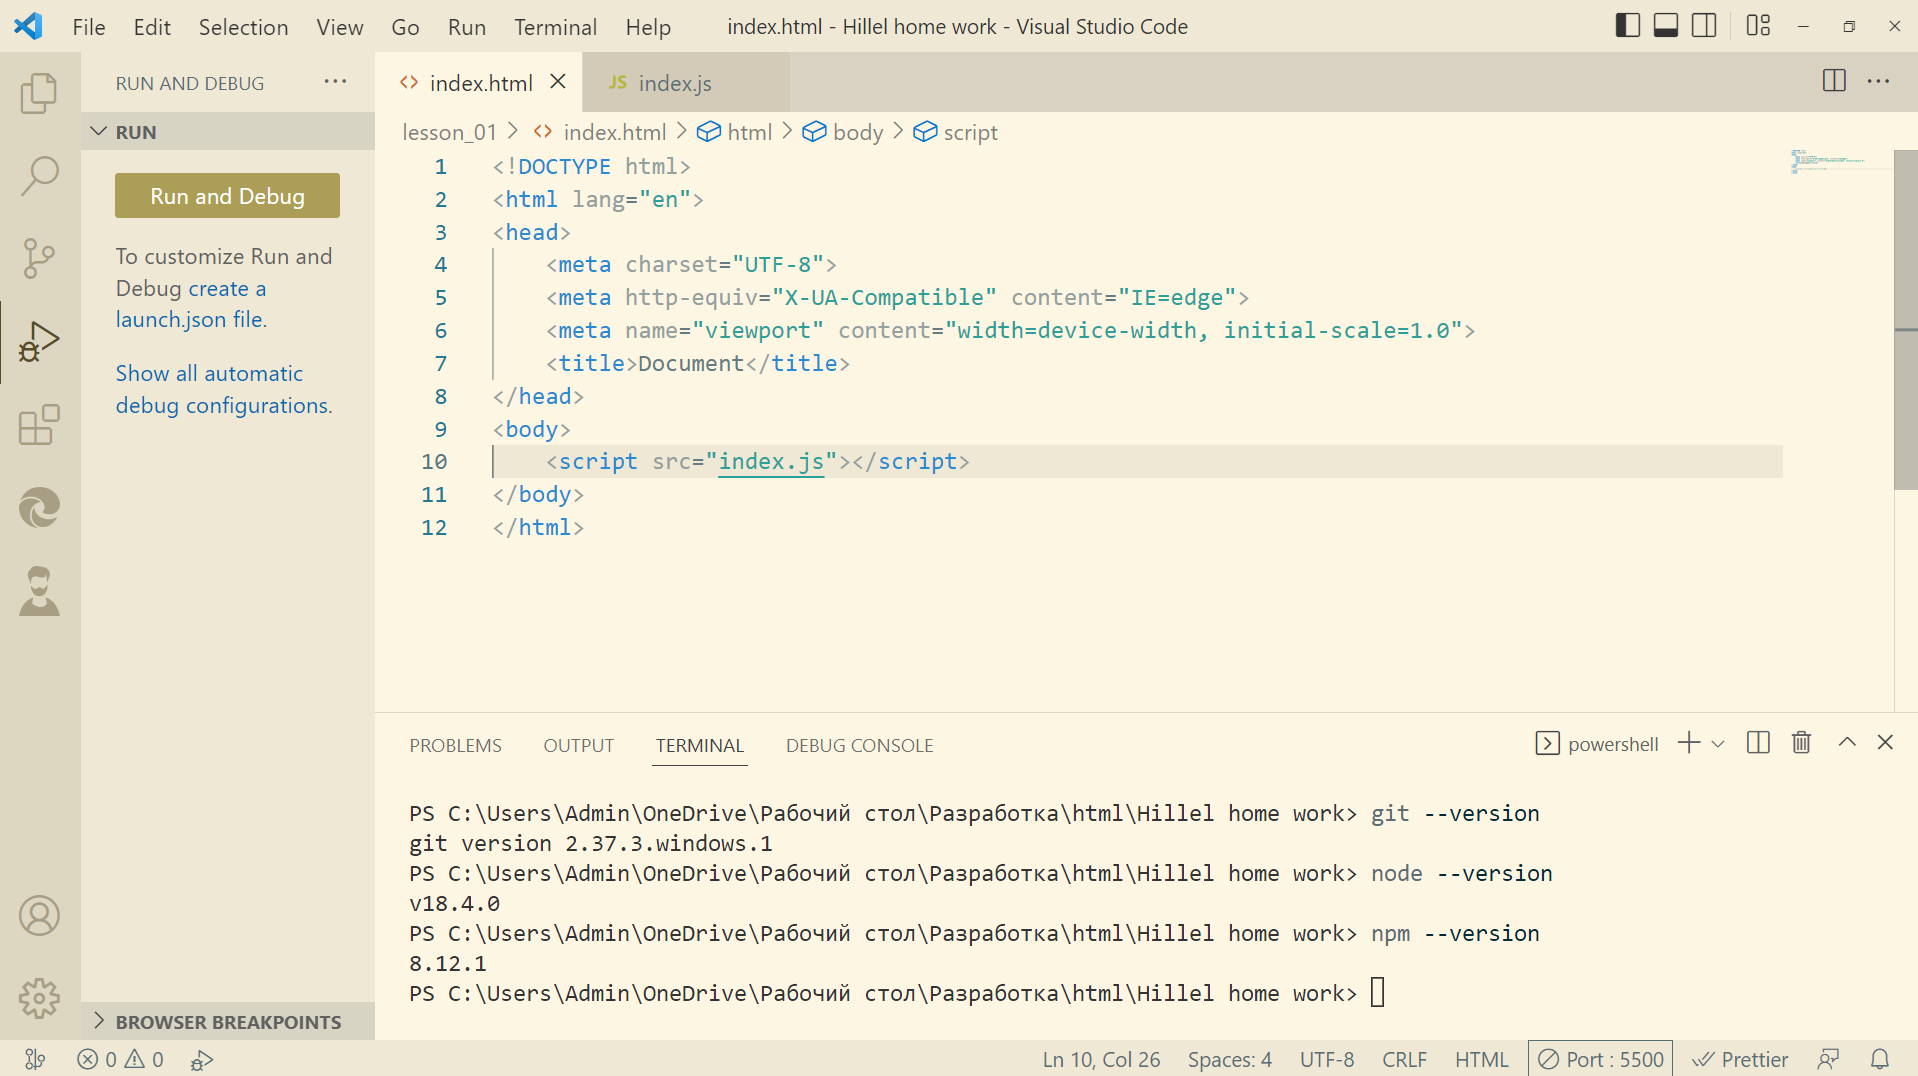 File Edit Selection View Go Run Terminal Help index.html - Hillel home work - Visual Studio Code
RUN AND DEBUG ···
RUN
Run and Debug
To customize Run and
Debug create a
launch.json file.
Show all automatic
debug configurations.
BROWSER BREAKPOINTS
index.html JS index.js
lesson_01 > <> index.html > html > body > script
1 <!DOCTYPE html>
2 <html lang="en">
3 <head>
4     <meta charset="UTF-8">
5     <meta http-equiv="X-UA-Compatible" content="IE=edge">
6     <meta name="viewport" content="width=device-width, initial-scale=1.0">
7     <title>Document</title>
8 </head>
9 <body>
10     <script src="index.js"></script>
11 </body>
12 </html>
PROBLEMS OUTPUT TERMINAL DEBUG CONSOLE powershell
PS C:\Users\Admin\OneDrive\Рабочий стол\Разработка\html\Hillel home work> git --version
git version 2.37.3.windows.1
PS C:\Users\Admin\OneDrive\Рабочий стол\Разработка\html\Hillel home work> node --version
v18.4.0
PS C:\Users\Admin\OneDrive\Рабочий стол\Разработка\html\Hillel home work> npm --version
8.12.1
PS C:\Users\Admin\OneDrive\Рабочий стол\Разработка\html\Hillel home work>
0 0 Ln 10, Col 26 Spaces: 4 UTF-8 CRLF HTML Port : 5500 Prettier